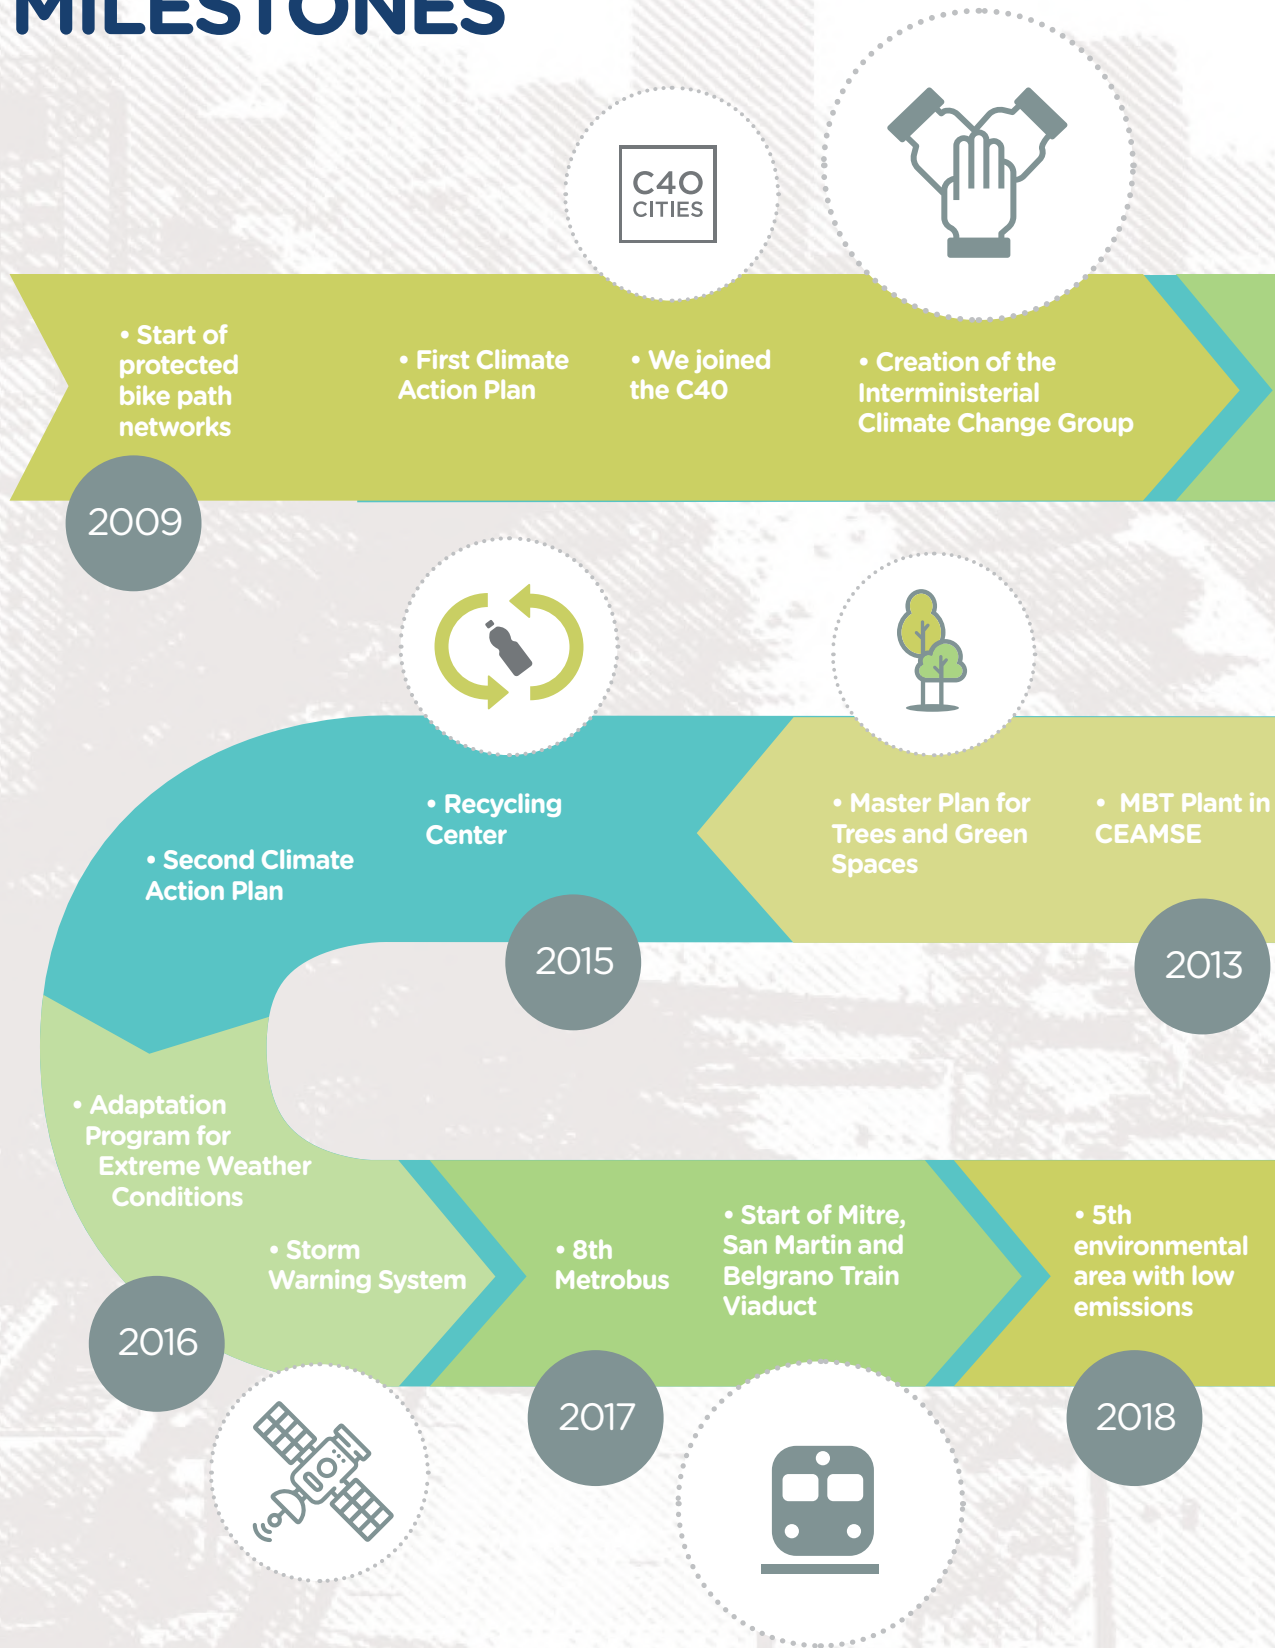 MILESTONES
C40
CITIES
• Start of
protected
bike path
networks
• First Climate
Action Plan
• We joined
the C40
• Creation of the
Interministerial
Climate Change Group
2009
• Master Plan for
Trees and Green
Spaces
• MBT Plant in
CEAMSE
2013
• Recycling
Center
• Second Climate
Action Plan
2015
• Adaptation
Program for
Extreme Weather
Conditions
• Storm
Warning System
2016
• 8th
Metrobus
• Start of Mitre,
San Martin and
Belgrano Train
Viaduct
2017
• 5th
environmental
area with low
emissions
2018